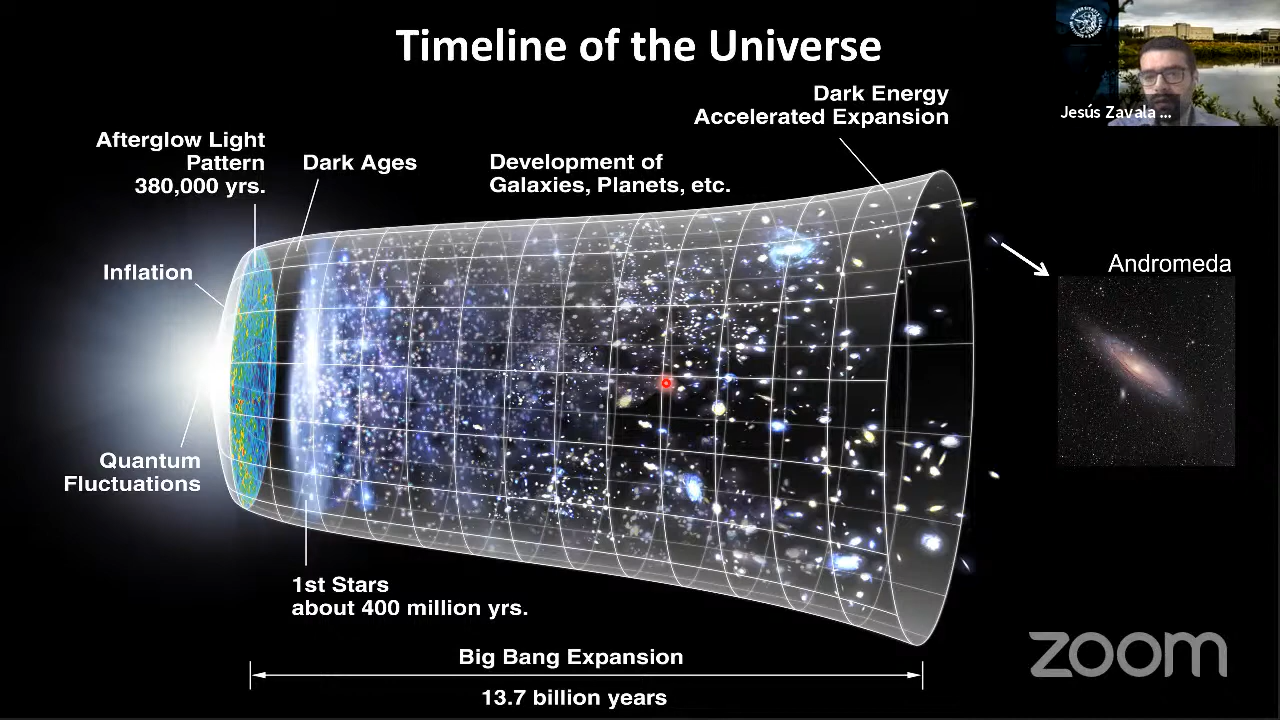 Timeline of the Universe
Jesús Zavala ...
Dark Energy
Accelerated Expansion
Afterglow Light
Pattern
380,000 yrs.
Dark Ages
Development of
Galaxies, Planets, etc.
Inflation
Andromeda
Quantum
Fluctuations
1st Stars
about 400 million yrs.
Big Bang Expansion
13.7 billion years
zoom